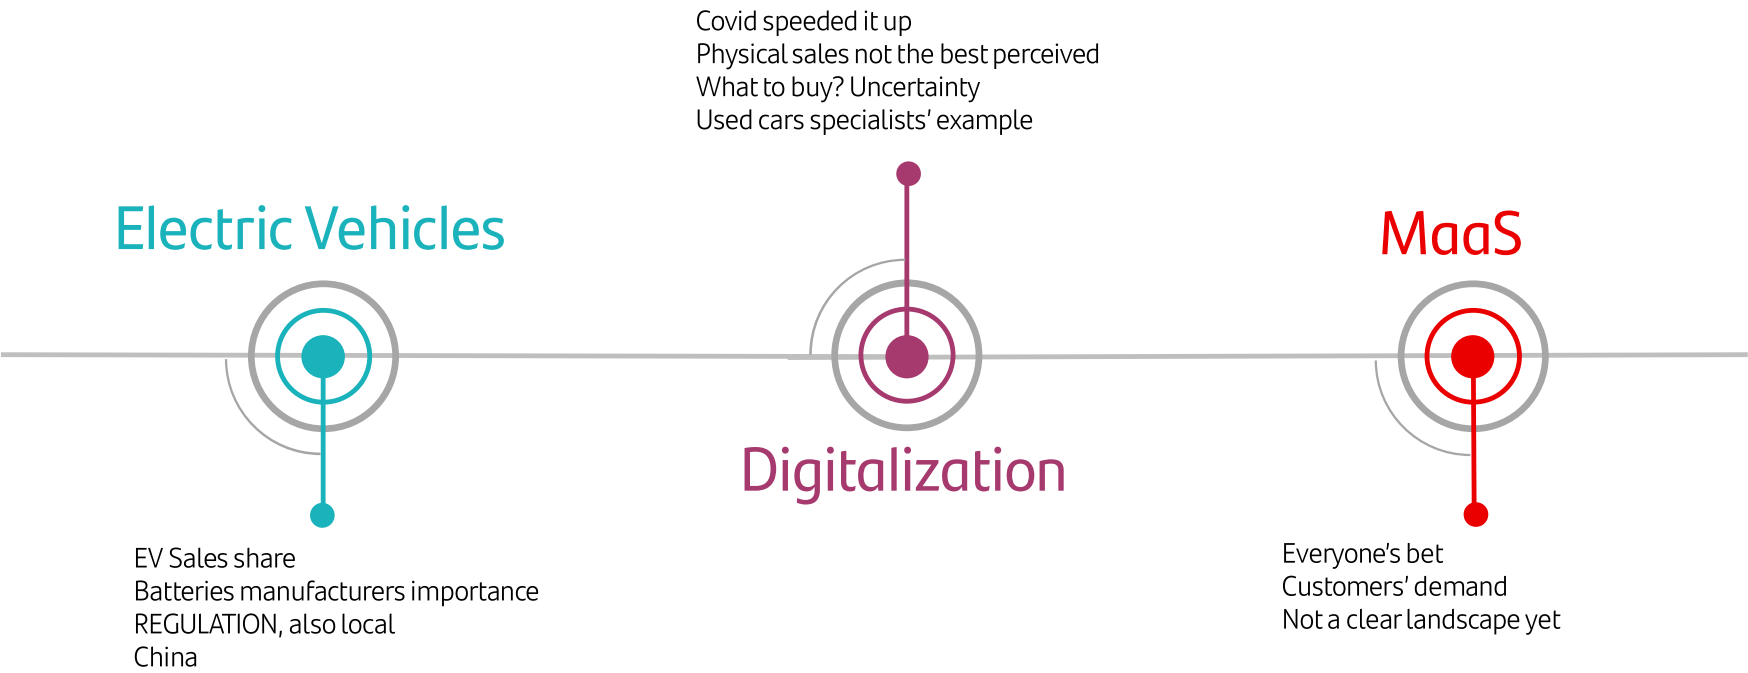 Covid speeded it up
Physical sales not the best perceived
What to buy? Uncertainty
Used cars specialists’ example
Electric Vehicles
MaaS
Digitalization
EV Sales share
Batteries manufacturers importance
REGULATION, also local
China
Everyone’s bet
Customers’ demand
Not a clear landscape yet